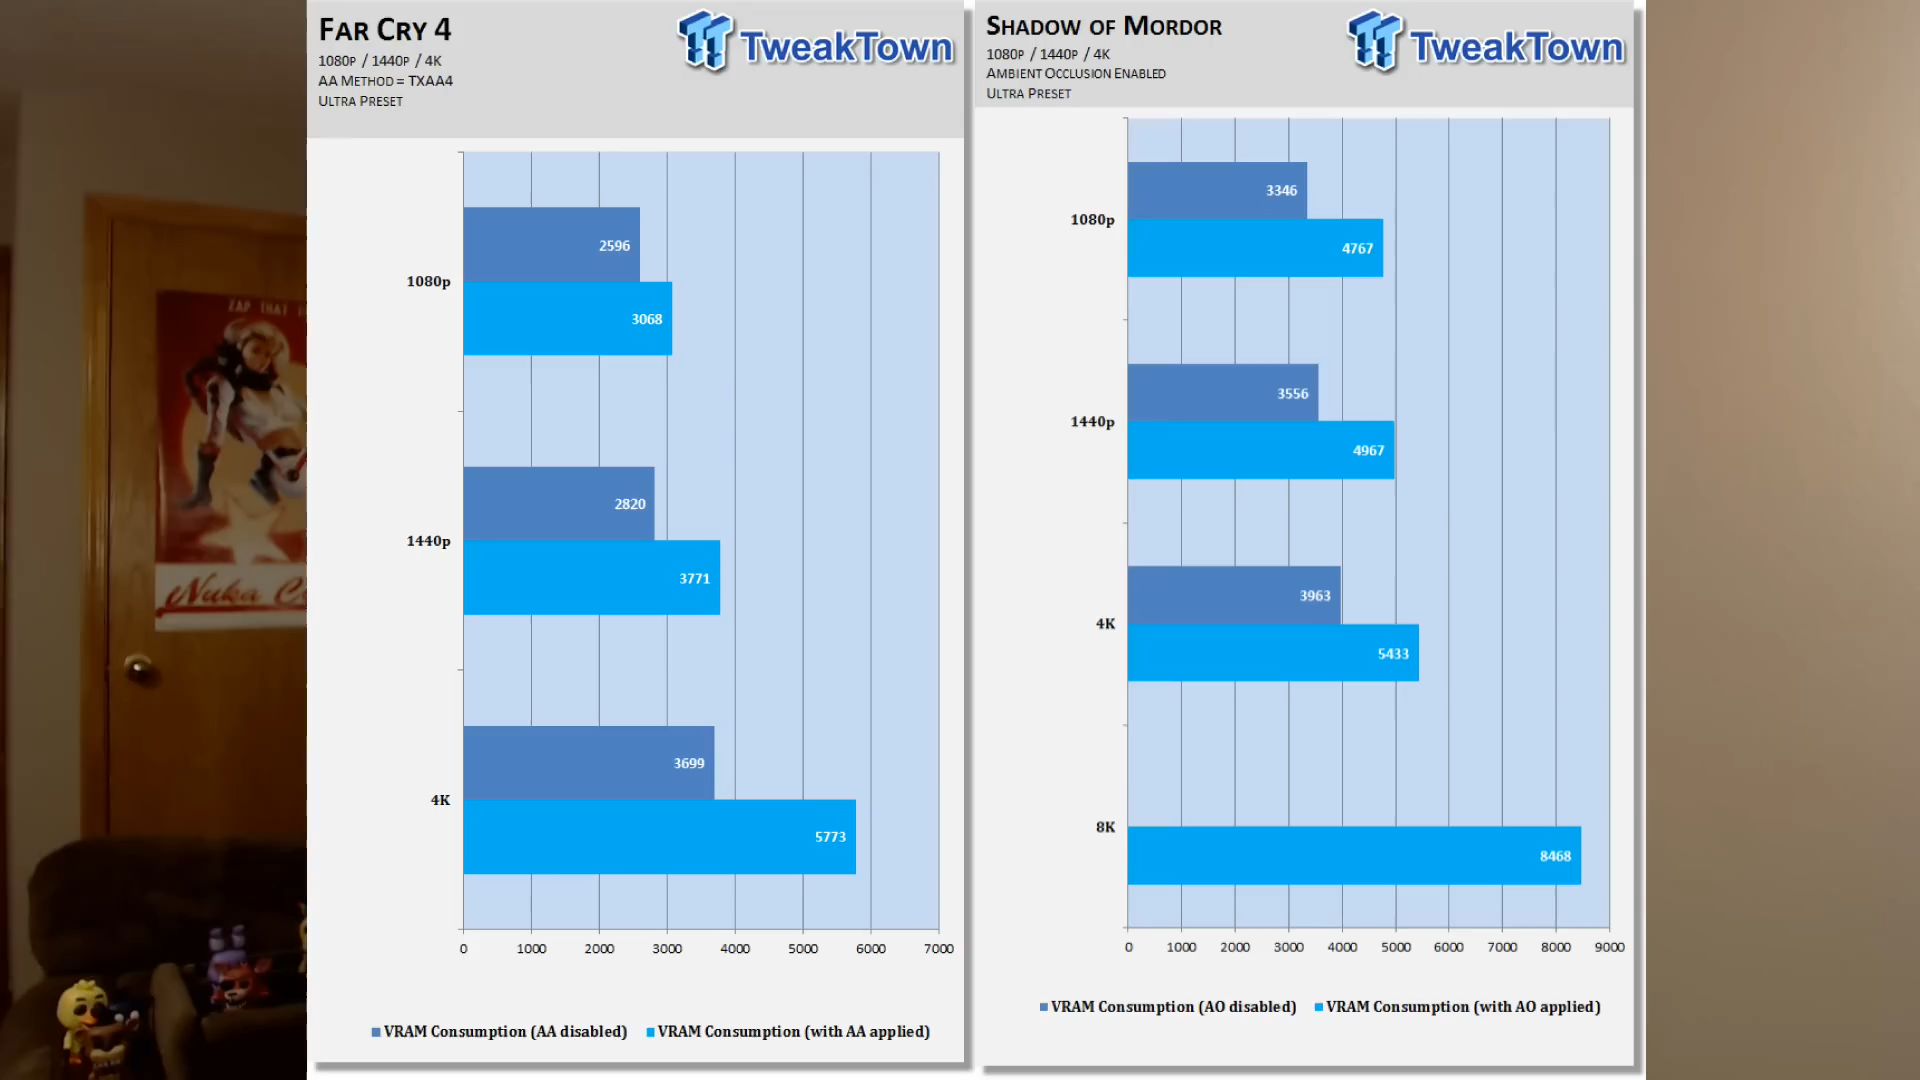 FAR CRY 4
1080P / 1440P / 4K
AA METHOD = TXAA4
ULTRA PRESET
TweakTown
1080p
2596
3068
1440p
2820
3771
4K
3699
5773
0 1000 2000 3000 4000 5000 6000 7000
VRAM Consumption (AA disabled) VRAM Consumption (with AA applied)
SHADOW OF MORDOR
1080P / 1440P / 4K
AMBIENT OCCLUSION ENABLED
ULTRA PRESET
TweakTown
1080p
3346
4767
1440p
3556
4967
4K
3963
5433
8K
8468
0 1000 2000 3000 4000 5000 6000 7000 8000 9000
VRAM Consumption (AO disabled) VRAM Consumption (with AO applied)
ZAP THAT
Nuka